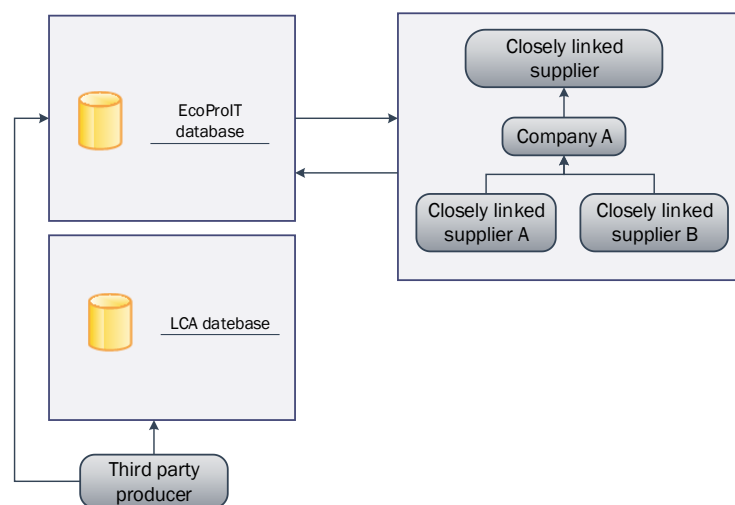 EcoProIT
database
Closely linked
supplier
Company A
Closely linked
supplier A
Closely linked
supplier B
LCA datebase
Third party
producer